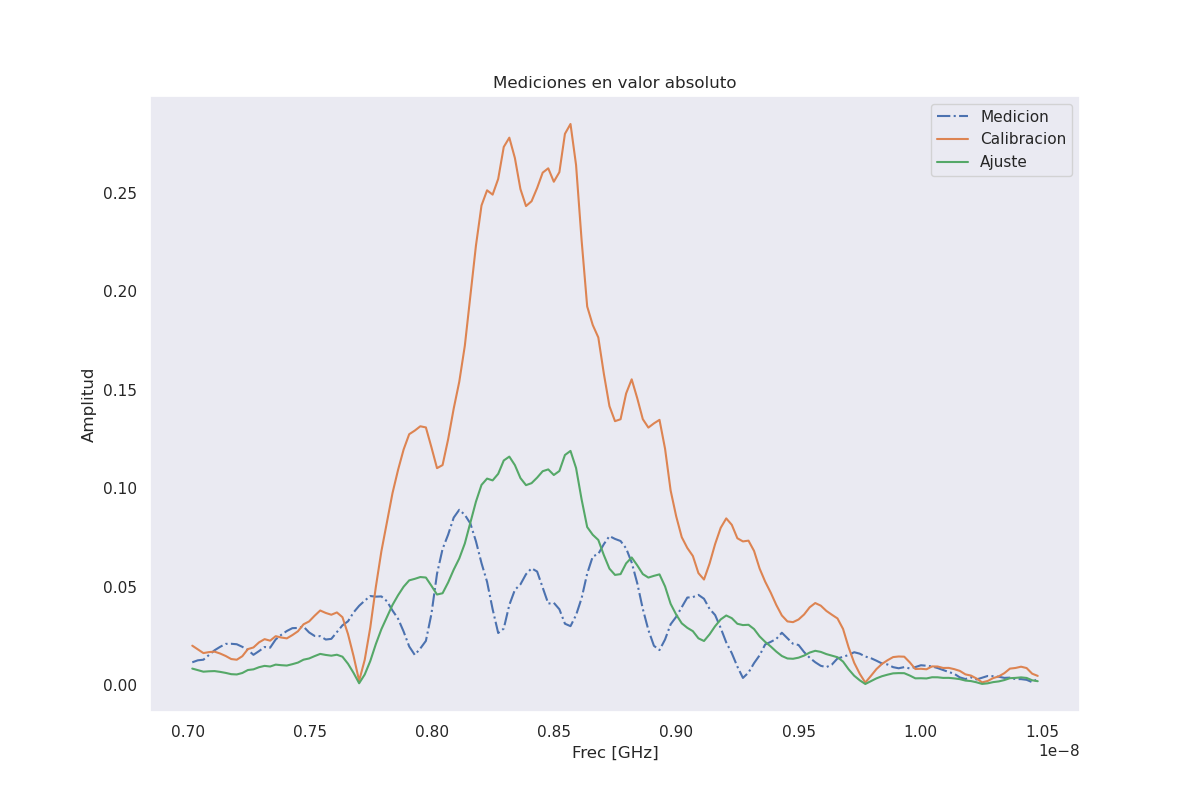 Mediciones en valor absoluto
Medicion
Calibracion
Ajuste
Amplitud
0.25
0.20
0.15
0.10
0.05
0.00
0.70 0.75 0.80 0.85 0.90 0.95 1.00 1.05
1e−8
Frec [GHz]